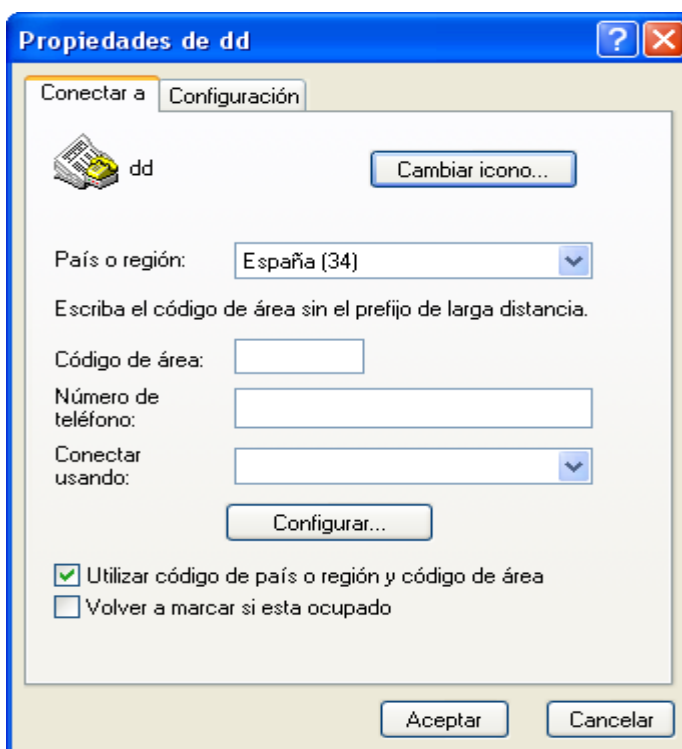 Propiedades de dd
Conectar a
Configuración
dd
Cambiar icono...
País o región:
España (34)
Escriba el código de área sin el prefijo de larga distancia.
Código de área:
Número de
teléfono:
Conectar
usando:
Configurar...
Utilizar código de país o región y código de área
Volver a marcar si esta ocupado
Aceptar
Cancelar